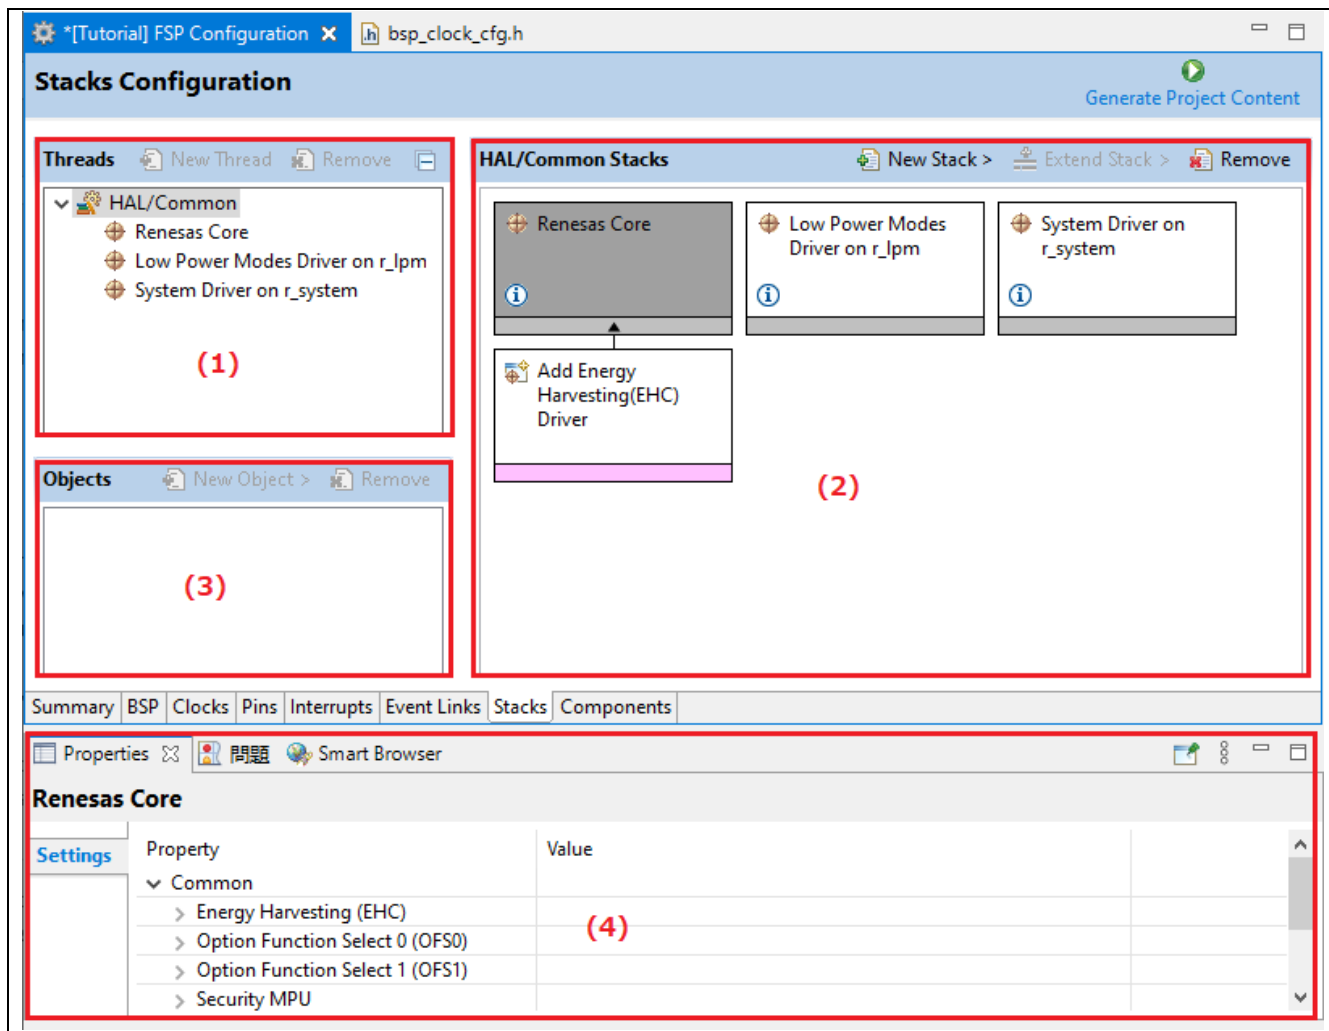 *[Tutorial] FSP Configuration
bsp_clock_cfg.h
Stacks Configuration
Generate Project Content
Threads
New Thread
Remove
HAL/Common
Renesas Core
Low Power Modes Driver on r_lpm
System Driver on r_system
(1)
HAL/Common Stacks
New Stack >
Extend Stack >
Remove
Renesas Core
Low Power Modes
Driver on r_lpm
System Driver on
r_system
Add Energy
Harvesting(EHC)
Driver
(2)
Objects
New Object >
Remove
(3)
Summary
BSP
Clocks
Pins
Interrupts
Event Links
Stacks
Components
Properties
問題
Smart Browser
Renesas Core
Settings
Property
Value
Common
Energy Harvesting (EHC)
Option Function Select 0 (OFS0)
Option Function Select 1 (OFS1)
Security MPU
(4)